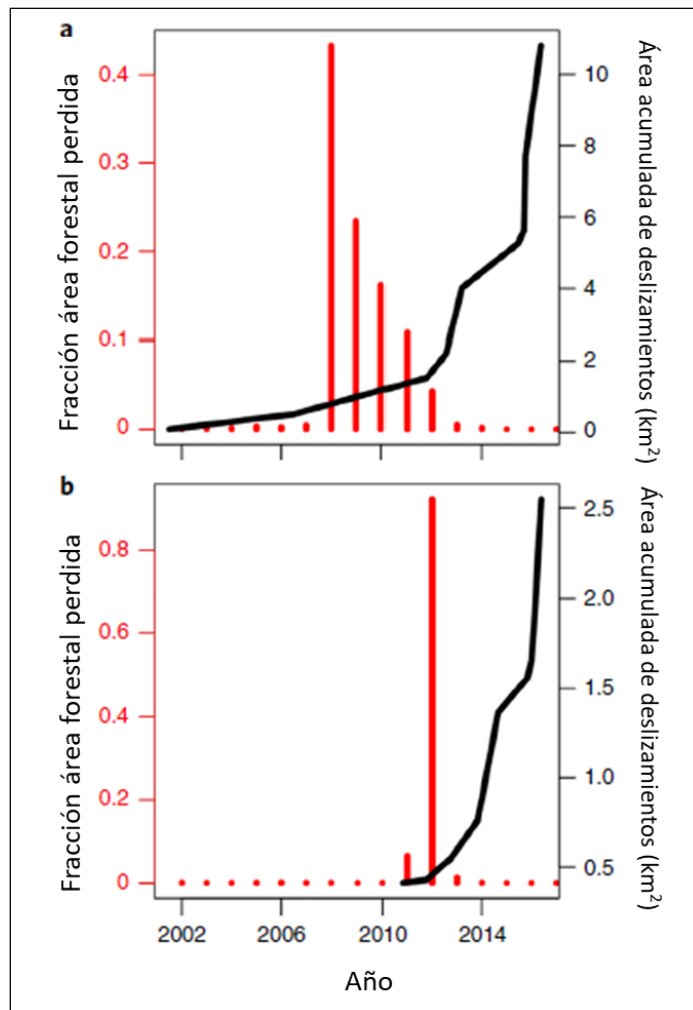 a
Fracción área forestal perdida
0.4
0.3
0.2
0.1
0
Área acumulada de deslizamientos (km²)
10
8
6
4
2
0
b
Fracción área forestal perdida
0.8
0.6
0.4
0.2
0
Área acumulada de deslizamientos (km²)
2.5
2.0
1.5
1.0
0.5
2002 2006 2010 2014
Año